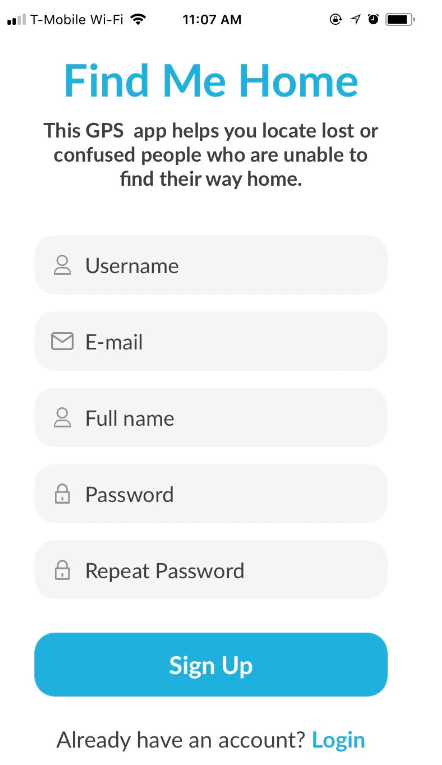 T-Mobile Wi-Fi 11:07 AM
Find Me Home
This GPS app helps you locate lost or
confused people who are unable to
find their way home.
Username
E-mail
Full name
Password
Repeat Password
Sign Up
Already have an account? Login